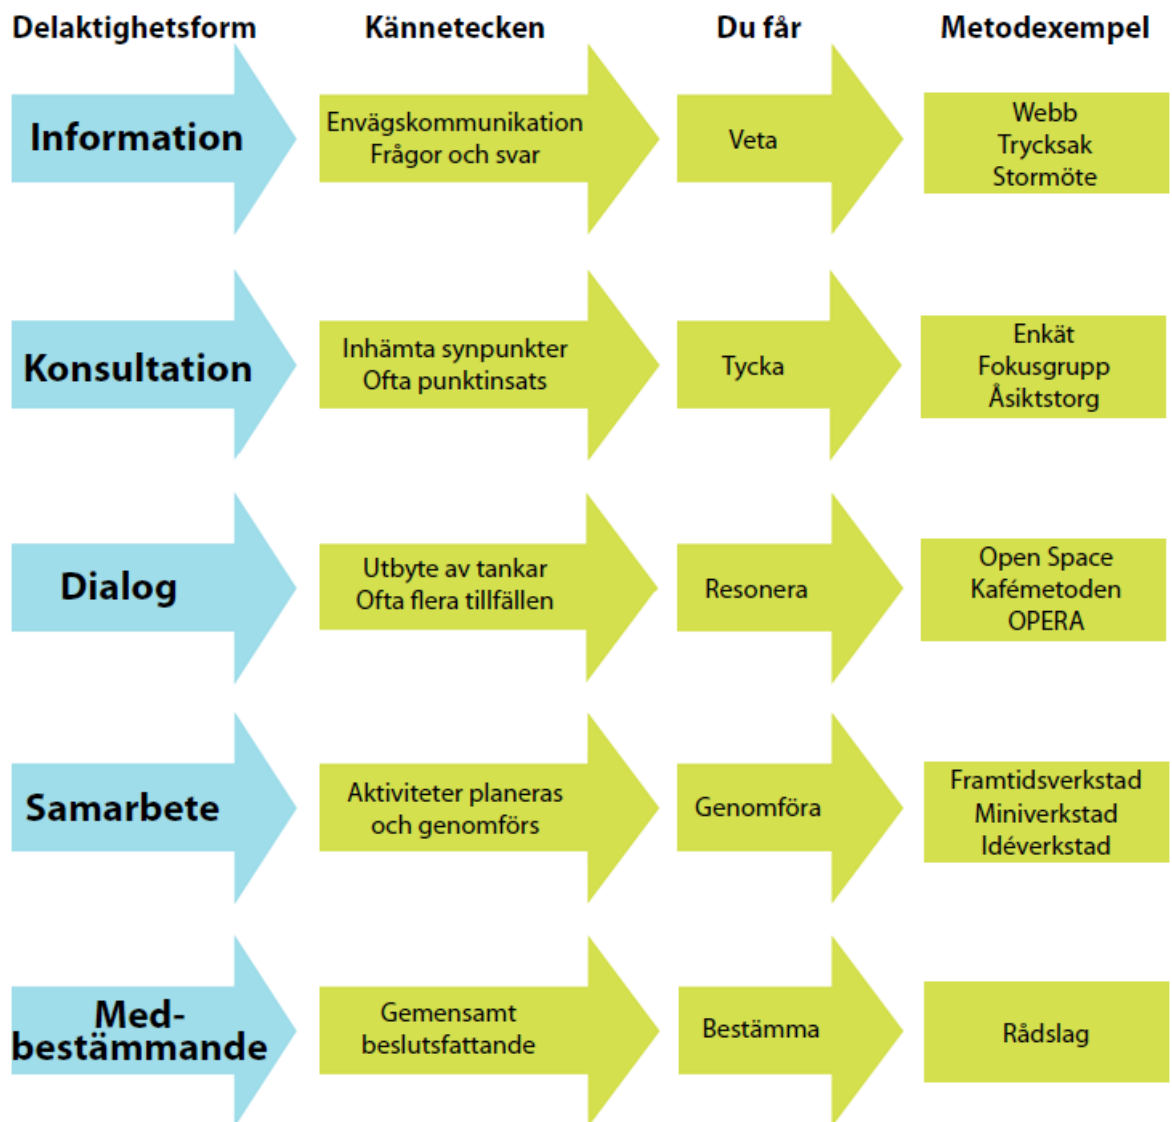 Delaktighetsform Kännetecken Du får Metodexempel
Information
Envägskommunikation
Frågor och svar
Veta
Webb
Trycksak
Stormöte
Konsultation
Inhämta synpunkter
Ofta punktinsats
Tycka
Enkät
Fokusgrupp
Åsiktstorg
Dialog
Utbyte av tankar
Ofta flera tillfällen
Resonera
Open Space
Kafémetoden
OPERA
Samarbete
Aktiviteter planeras
och genomförs
Genomföra
Framtidsverkstad
Miniverkstad
Idéverkstad
Med-
bestämmande
Gemensamt
beslutsfattande
Bestämma
Rådslag